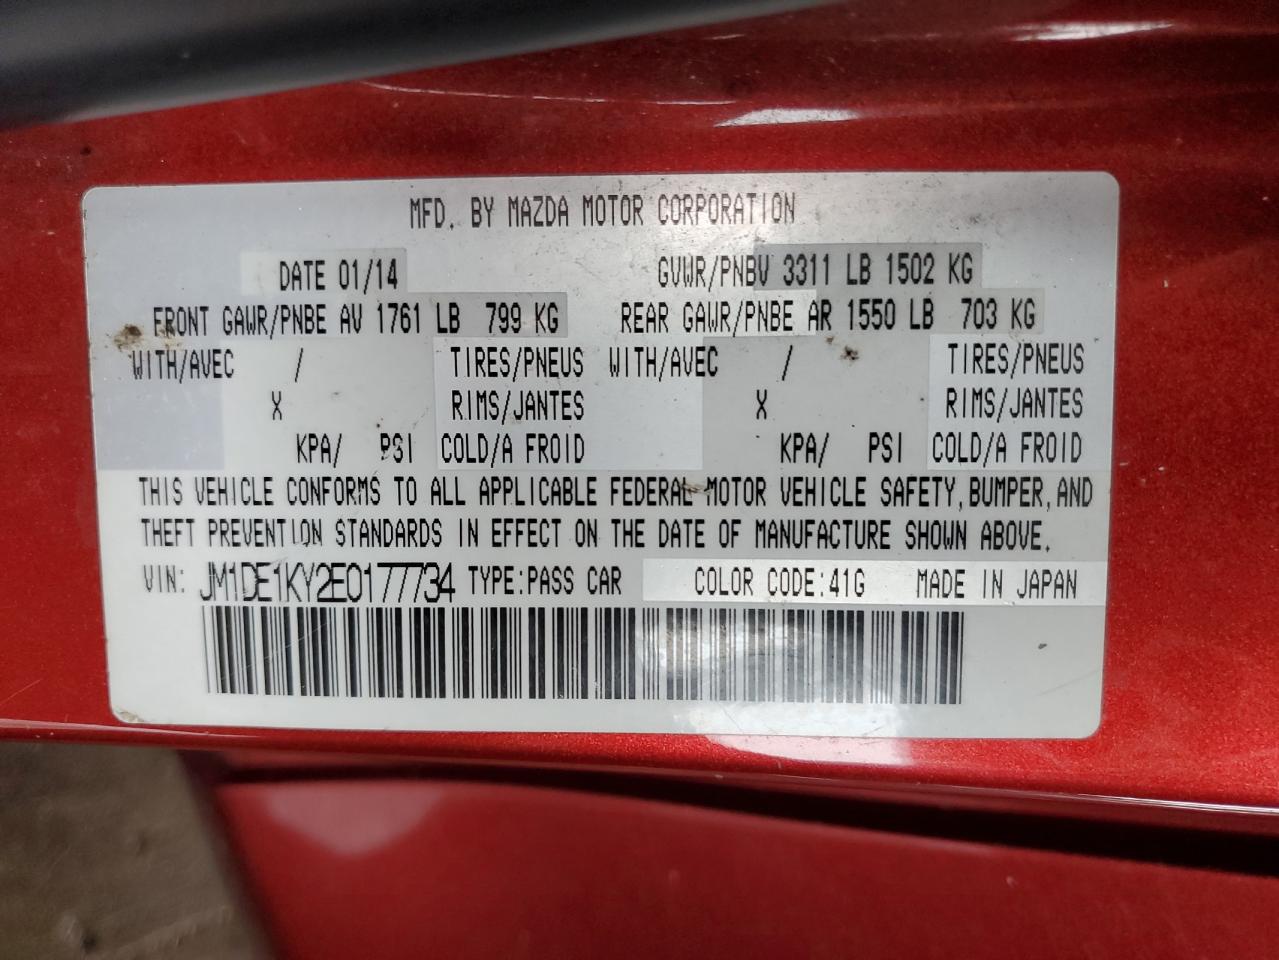 MFD. BY MAZDA MOTOR CORPORATION
DATE 01/14 GVWR/PNBV 3311 LB 1502 KG
FRONT GAWR/PNBE AV 1761 LB 799 KG REAR GAWR/PNBE AR 1550 LB 703 KG
WITH/AVEC / TIRES/PNEUS WITH/AVEC / TIRES/PNEUS
X RIMS/JANTES X RIMS/JANTES
KPA/ PSI COLD/A FROID KPA/ PSI COLD/A FROID
THIS VEHICLE CONFORMS TO ALL APPLICABLE FEDERAL MOTOR VEHICLE SAFETY, BUMPER, AND
THEFT PREVENTION STANDARDS IN EFFECT ON THE DATE OF MANUFACTURE SHOWN ABOVE.
VIN: JM1DE1KY2E0177734 TYPE:PASS CAR COLOR CODE:41G MADE IN JAPAN